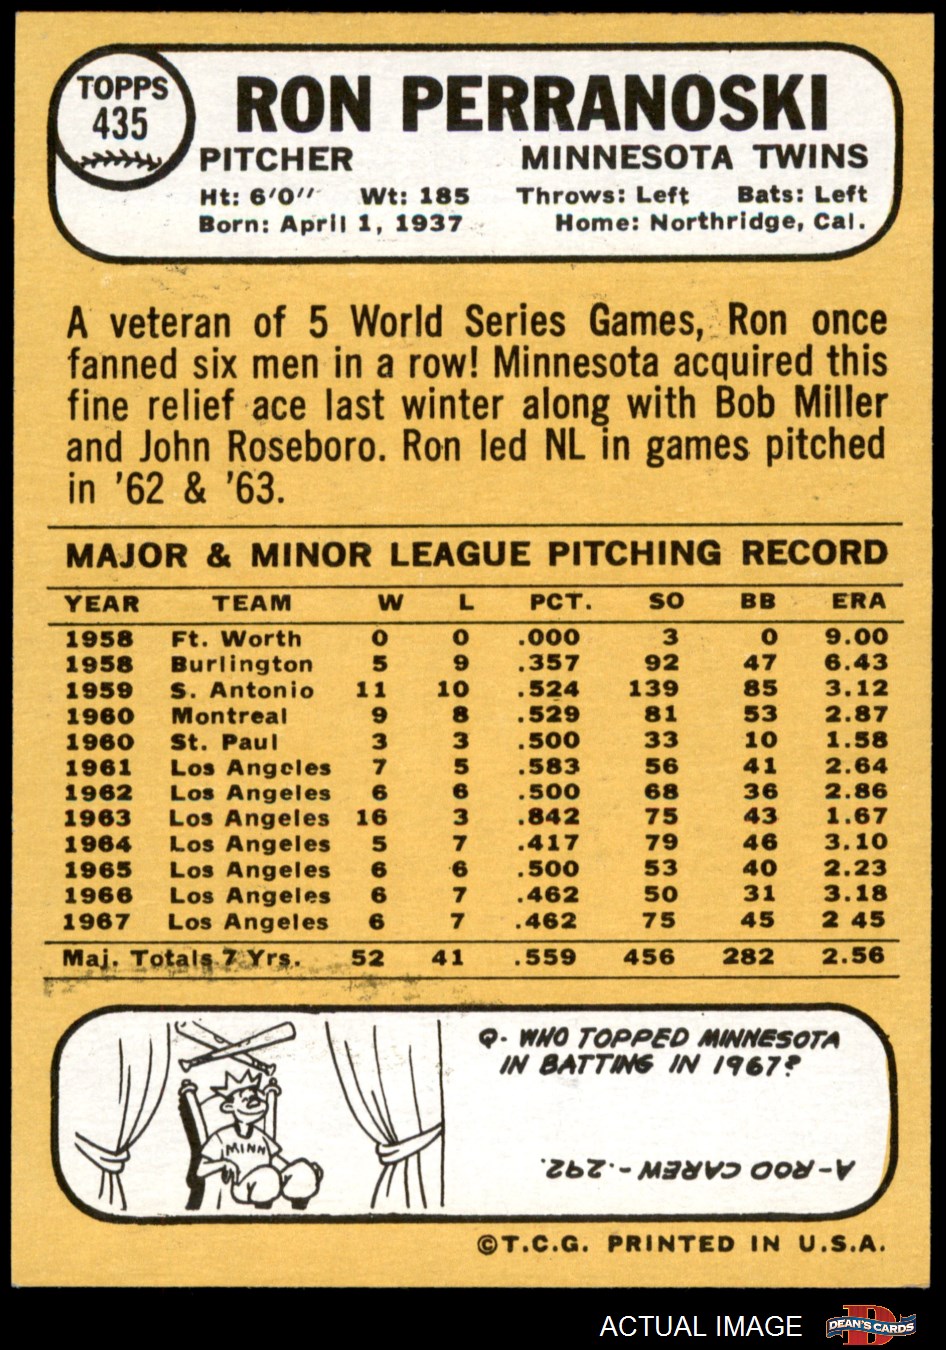 TOPPS
435
RON PERRANOSKI
PITCHER MINNESOTA TWINS
Ht: 6'0" Wt: 185 Throws: Left Bats: Left
Born: April 1, 1937 Home: Northridge, Cal.
A veteran of 5 World Series Games, Ron once
fanned six men in a row! Minnesota acquired this
fine relief ace last winter along with Bob Miller
and John Roseboro. Ron led NL in games pitched
in '62 & '63.
MAJOR & MINOR LEAGUE PITCHING RECORD
YEAR TEAM W L PCT. SO BB ERA
1958 Ft. Worth 0 0 .000 3 0 9.00
1958 Burlington 5 9 .357 92 47 6.43
1959 S. Antonio 11 10 .524 139 85 3.12
1960 Montreal 9 8 .529 81 53 2.87
1960 St. Paul 3 3 .500 33 10 1.58
1961 Los Angeles 7 5 .583 56 41 2.64
1962 Los Angeles 6 6 .500 68 36 2.86
1963 Los Angeles 16 3 .842 75 43 1.67
1964 Los Angeles 5 7 .417 79 46 3.10
1965 Los Angeles 6 6 .500 53 40 2.23
1966 Los Angeles 6 7 .462 50 31 3.18
1967 Los Angeles 6 7 .462 75 45 2 45
Maj. Totals 7 Yrs. 52 41 .559 456 282 2.56
MINN
Q- WHO TOPPED MINNESOTA
IN BATTING IN 1967?
A-ROD CAREW-.292.
©T.C.G. PRINTED IN U.S.A.
ACTUAL IMAGE
D
DEAN'S CARDS